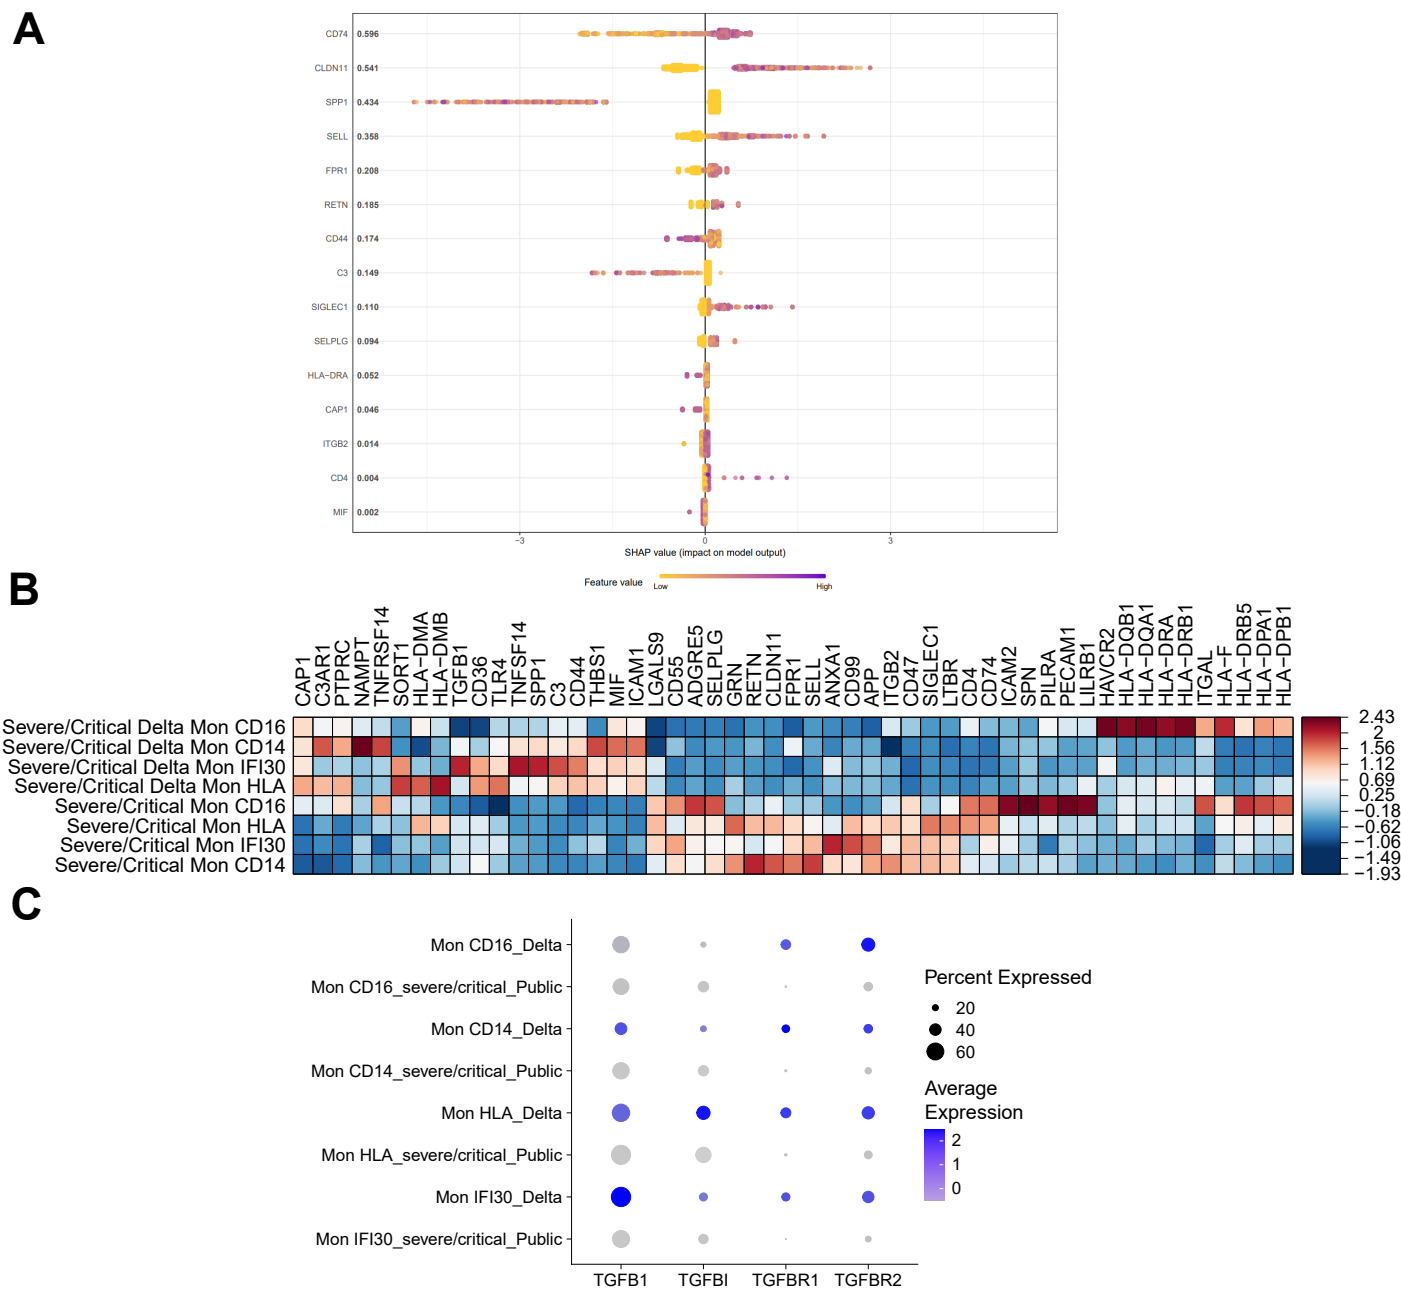 A
CD74 0.596
CLDN11 0.541
SPP1 0.434
SELL 0.358
FPR1 0.208
RETN 0.185
CD44 0.174
C3 0.149
SIGLEC1 0.110
SELPLG 0.094
HLA−DRA 0.052
CAP1 0.046
ITGB2 0.014
CD4 0.004
MIF 0.002
−3 0 3
SHAP value (impact on model output)
Feature value Low High
B
CAP1
C3AR1
PTPRC
NAMPT
TNFRSF14
SORT1
HLA−DMA
HLA−DMB
TGFB1
CD36
TLR4
TNFSF14
SPP1
C3
CD44
THBS1
MIF
ICAM1
LGALS9
CD55
ADGRE5
SELPLG
GRN
RETN
CLDN11
FPR1
SELL
ANXA1
CD99
APP
ITGB2
CD47
SIGLEC1
LTBR
CD4
CD74
ICAM2
SPN
PILRA
PECAM1
LILRB1
HAVCR2
HLA−DQB1
HLA−DQA1
HLA−DRA
HLA−DRB1
ITGAL
HLA−F
HLA−DRB5
HLA−DPA1
HLA−DPB1
Severe/Critical Delta Mon CD16
Severe/Critical Delta Mon CD14
Severe/Critical Delta Mon IFI30
Severe/Critical Delta Mon HLA
Severe/Critical Mon CD16
Severe/Critical Mon HLA
Severe/Critical Mon IFI30
Severe/Critical Mon CD14
2.43
2
1.56
1.12
0.69
0.25
−0.18
−0.62
−1.06
−1.49
−1.93
C
Mon CD16_Delta
Mon CD16_severe/critical_Public
Mon CD14_Delta
Mon CD14_severe/critical_Public
Mon HLA_Delta
Mon HLA_severe/critical_Public
Mon IFI30_Delta
Mon IFI30_severe/critical_Public
TGFB1 TGFBI TGFBR1 TGFBR2
Percent Expressed
20
40
60
Average
Expression
2
1
0